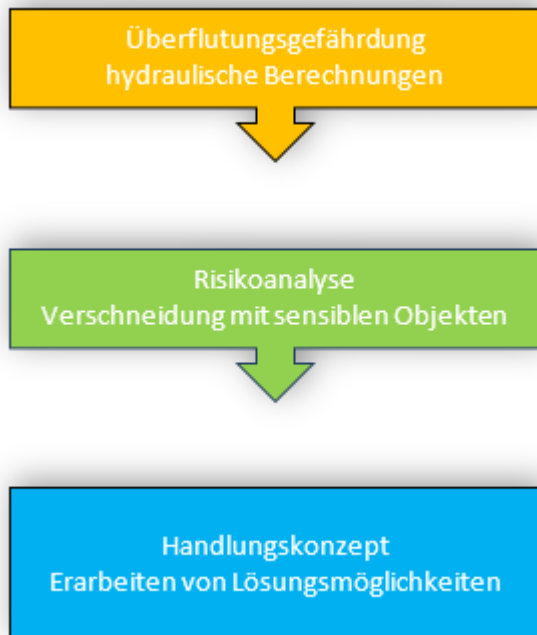 Überflutungsgefährdung
hydraulische Berechnungen
Risikoanalyse
Verschneidung mit sensiblen Objekten
Handlungskonzept
Erarbeiten von Lösungsmöglichkeiten